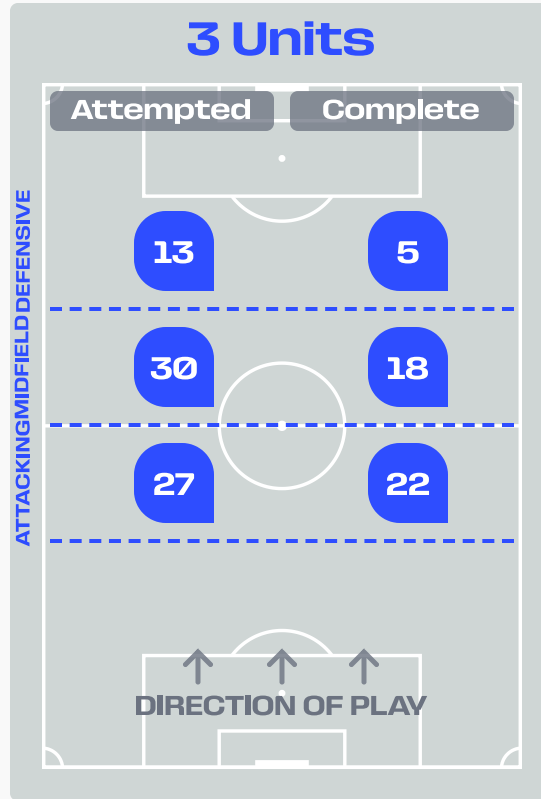 3 Units
Attempted Complete
DEFENSIVE
13 5
MIDFIELD
30 18
ATTACKING
27 22
DIRECTION OF PLAY